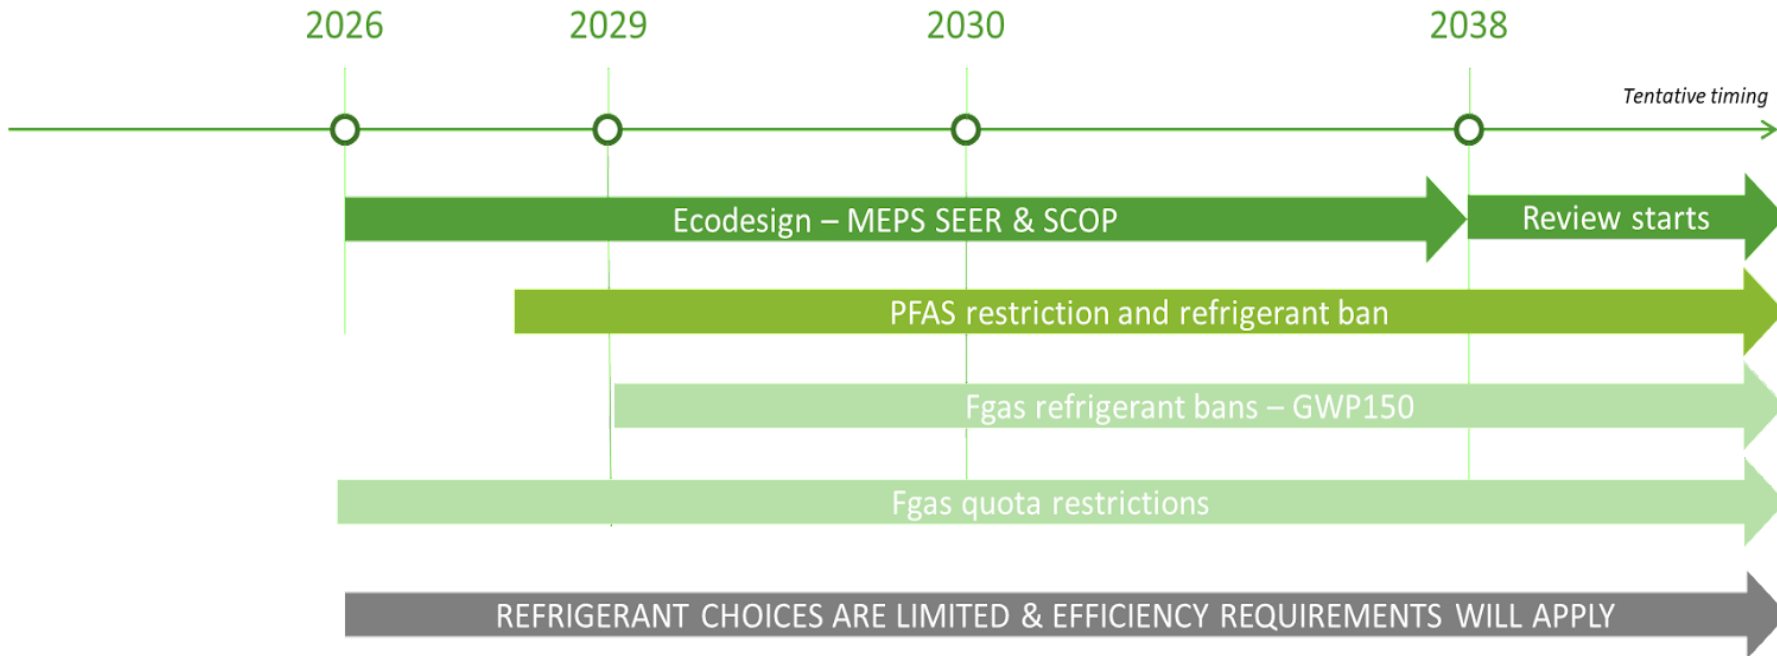 2026
2029
2030
2038
Tentative timing
Ecodesign – MEPS SEER & SCOP
Review starts
PFAS restriction and refrigerant ban
Fgas refrigerant bans – GWP150
Fgas quota restrictions
REFRIGERANT CHOICES ARE LIMITED & EFFICIENCY REQUIREMENTS WILL APPLY